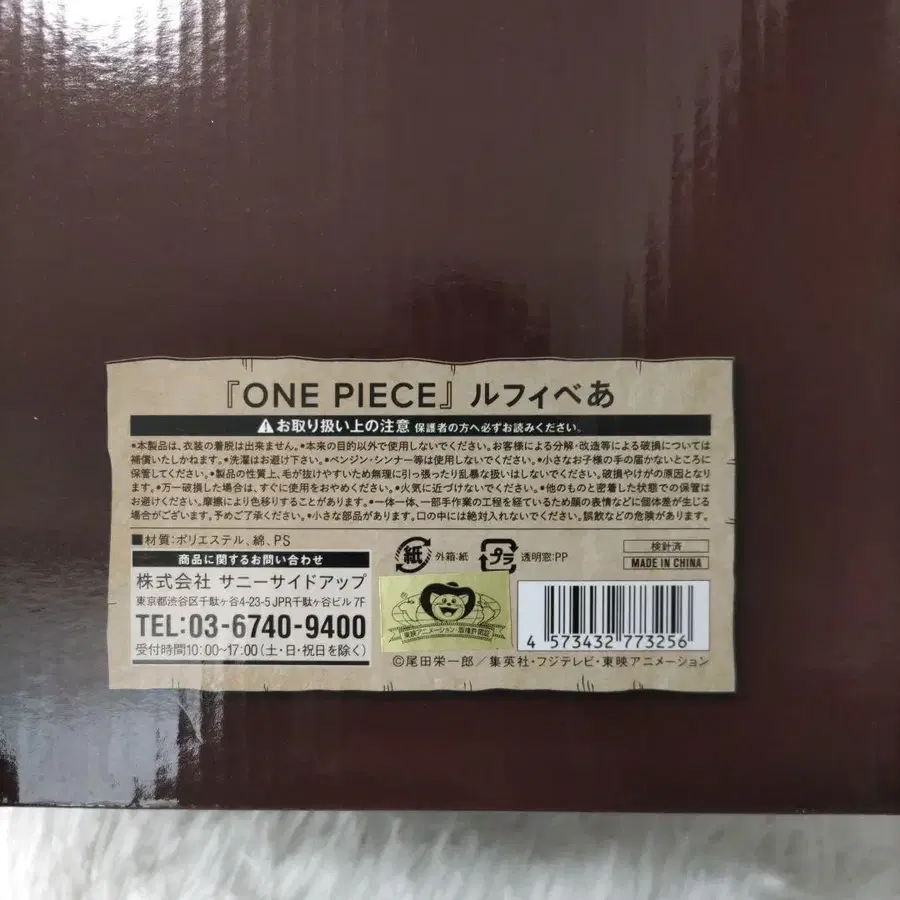 『ONE PIECE』ルフィべあ
⚠お取り扱い上の注意 保護者の方へ必ずお読みください。
●本製品は、衣装の着脱は出来ません。●本来の目的以外で使用しないでください。お客様による分解・改造等による破損については
補償いたしかねます。●洗濯はお避け下さい。●ベンジン・シンナー等は使用しないでください。●小さなお子様の手の届かないところに
保管してください。●製品の性質上、毛が抜けやすいため無理に引っ張ったり乱暴な扱いはしないでください。破損やけがの原因となり
ます。●万一破損した場合は、すぐに使用をおやめください。●火気に近づけないでください。●他のものと密着した状態での保管は
お避けください。摩擦により色移りすることがあります。●一体一体、一部手作業の工程を経ているため顔の表情などに個体差が生じる
場合がございます。予めご了承ください。●小さな部品があります。口の中には絶対入れないでください。誤飲などの危険があります。
■材質:ポリエステル、綿、PS
商品に関するお問い合わせ
株式会社 サニーサイドアップ
東京都渋谷区千駄ヶ谷4-23-5 JPR千駄ヶ谷ビル 7F
TEL:03-6740-9400
受付時間10:00~17:00(土・日・祝日を除く)
紙 外箱:紙
プラ 透明窓:PP
検針済
MADE IN CHINA
東映アニメーション 版権許諾証
4 573432 773256
©尾田栄一郎/集英社・フジテレビ・東映アニメーション